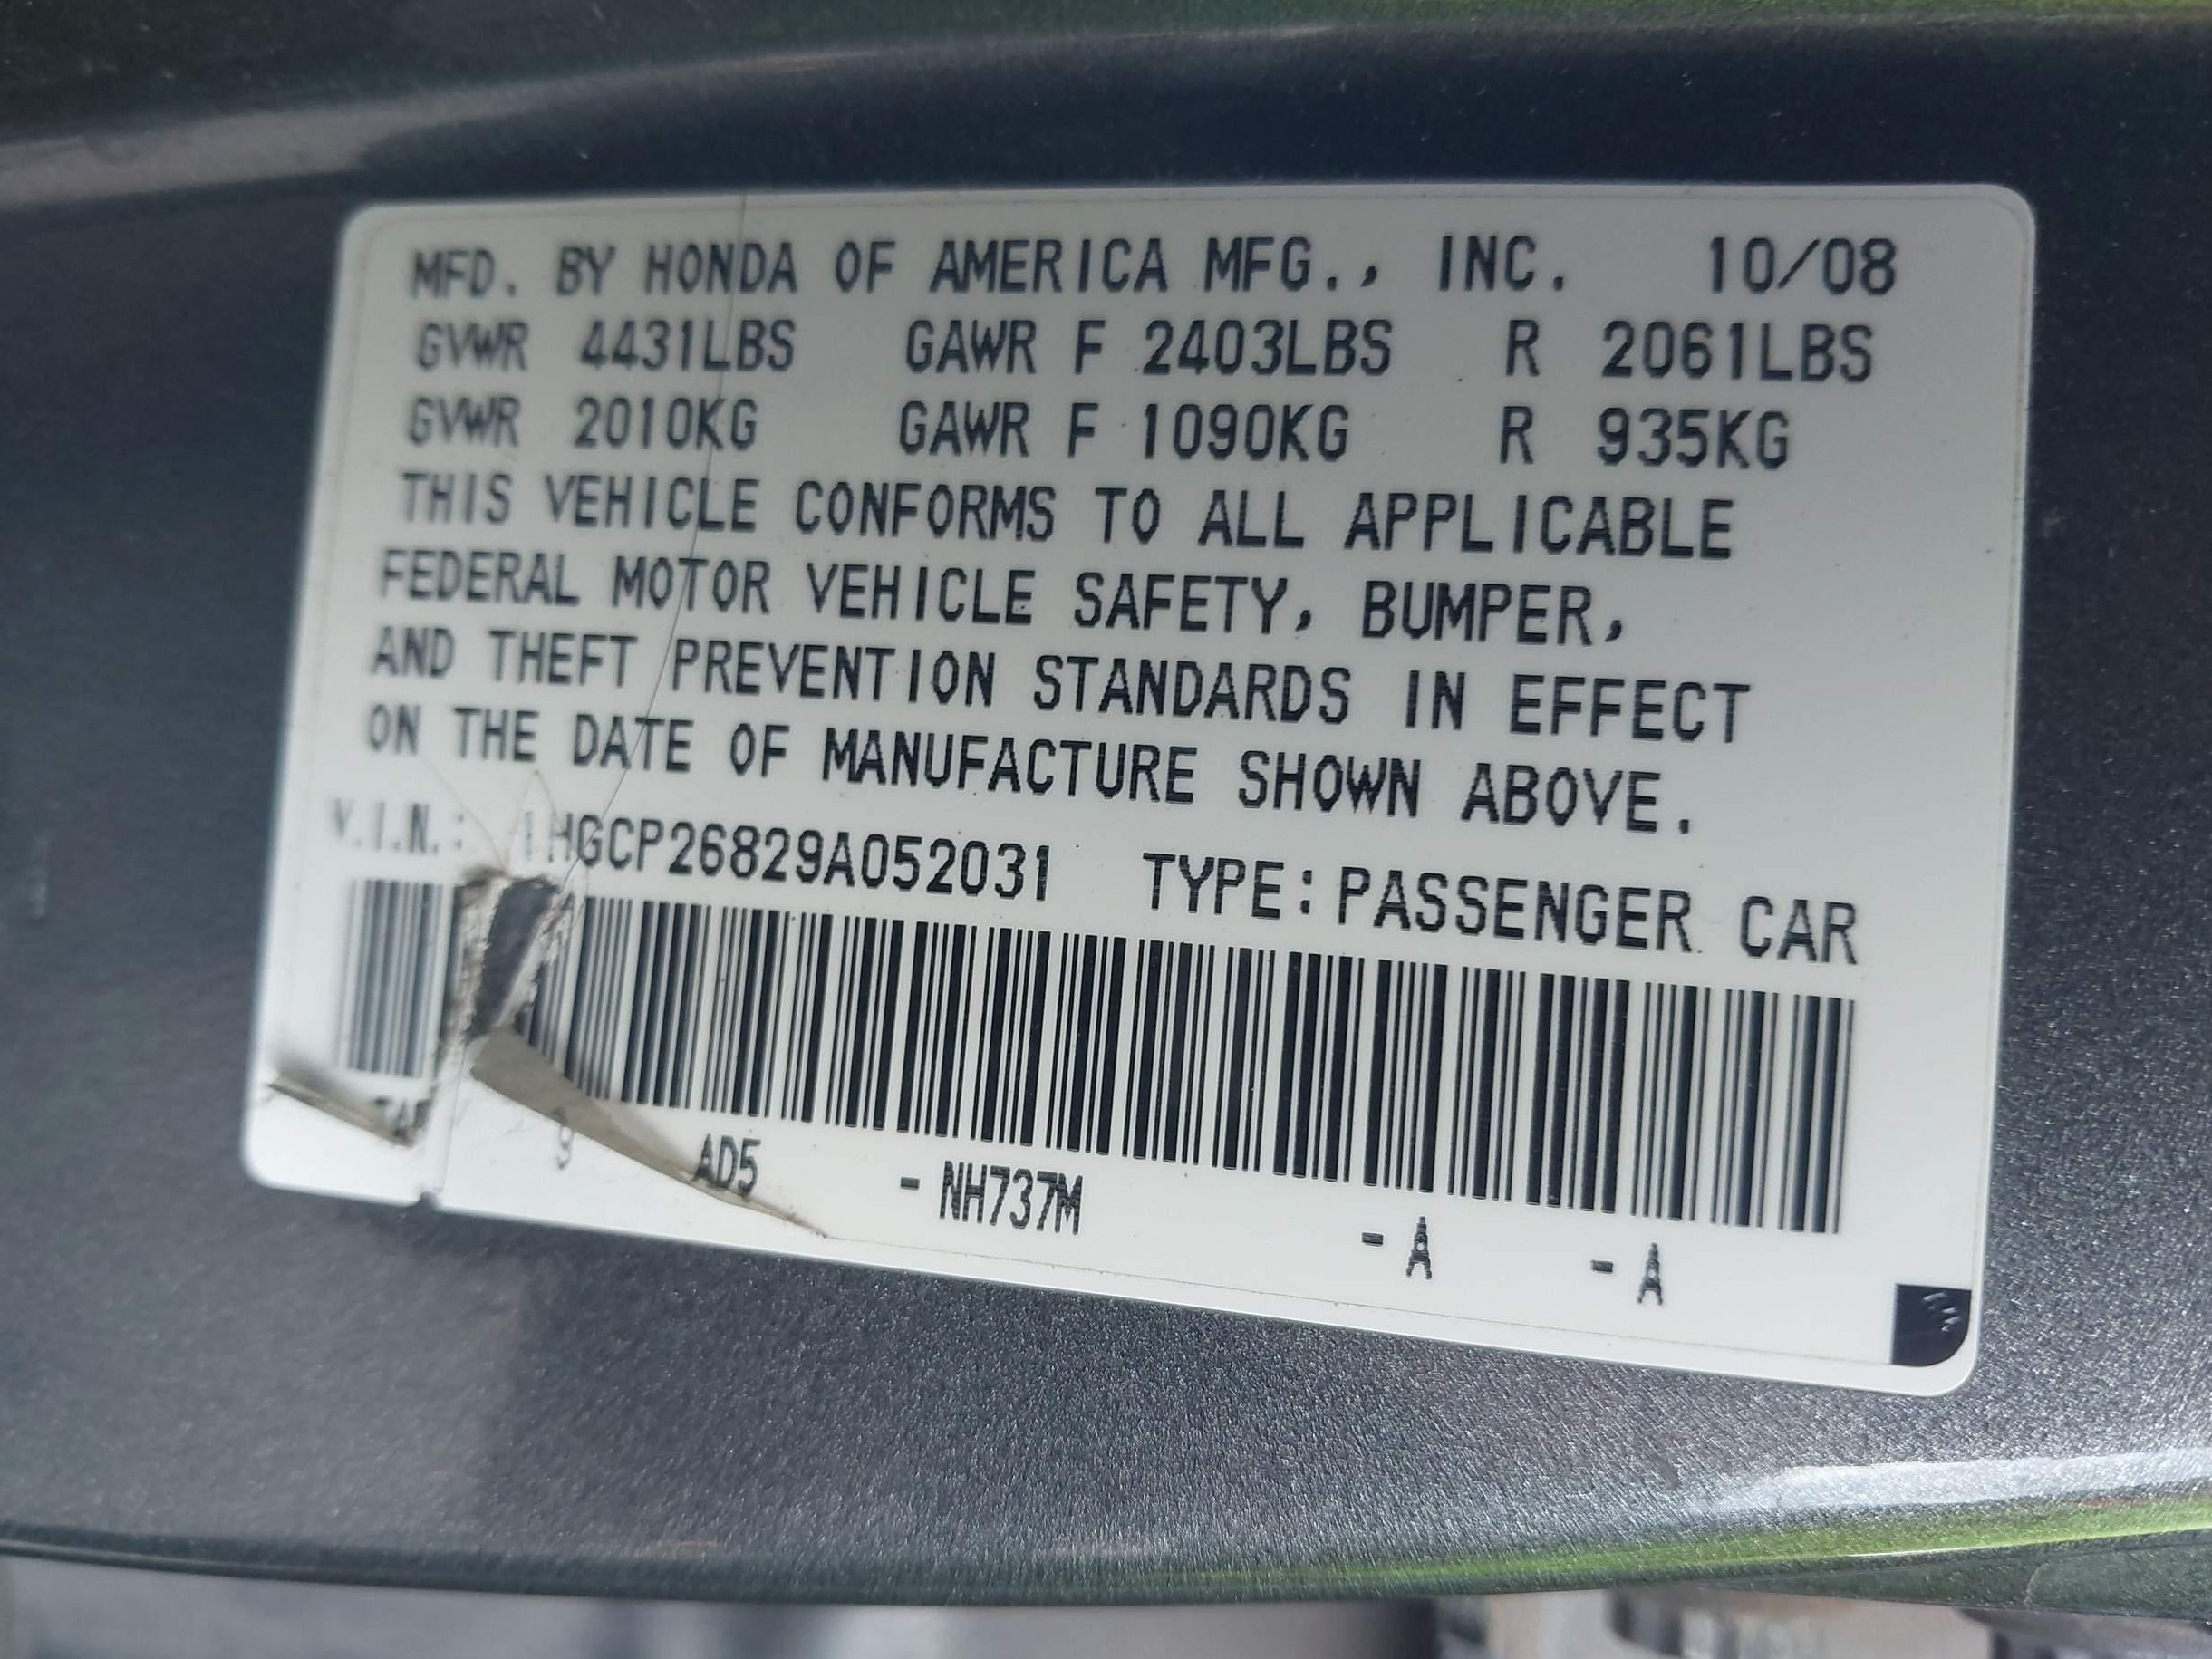 MFD. BY HONDA OF AMERICA MFG., INC. 10/08
GVWR 4431LBS GAWR F 2403LBS R 2061LBS
GVWR 2010KG GAWR F 1090KG R 935KG
THIS VEHICLE CONFORMS TO ALL APPLICABLE
FEDERAL MOTOR VEHICLE SAFETY, BUMPER,
AND THEFT PREVENTION STANDARDS IN EFFECT
ON THE DATE OF MANUFACTURE SHOWN ABOVE.
V.I.N.: 1HGCP26829A052031 TYPE:PASSENGER CAR
9 AD5 - NH737M - A - A